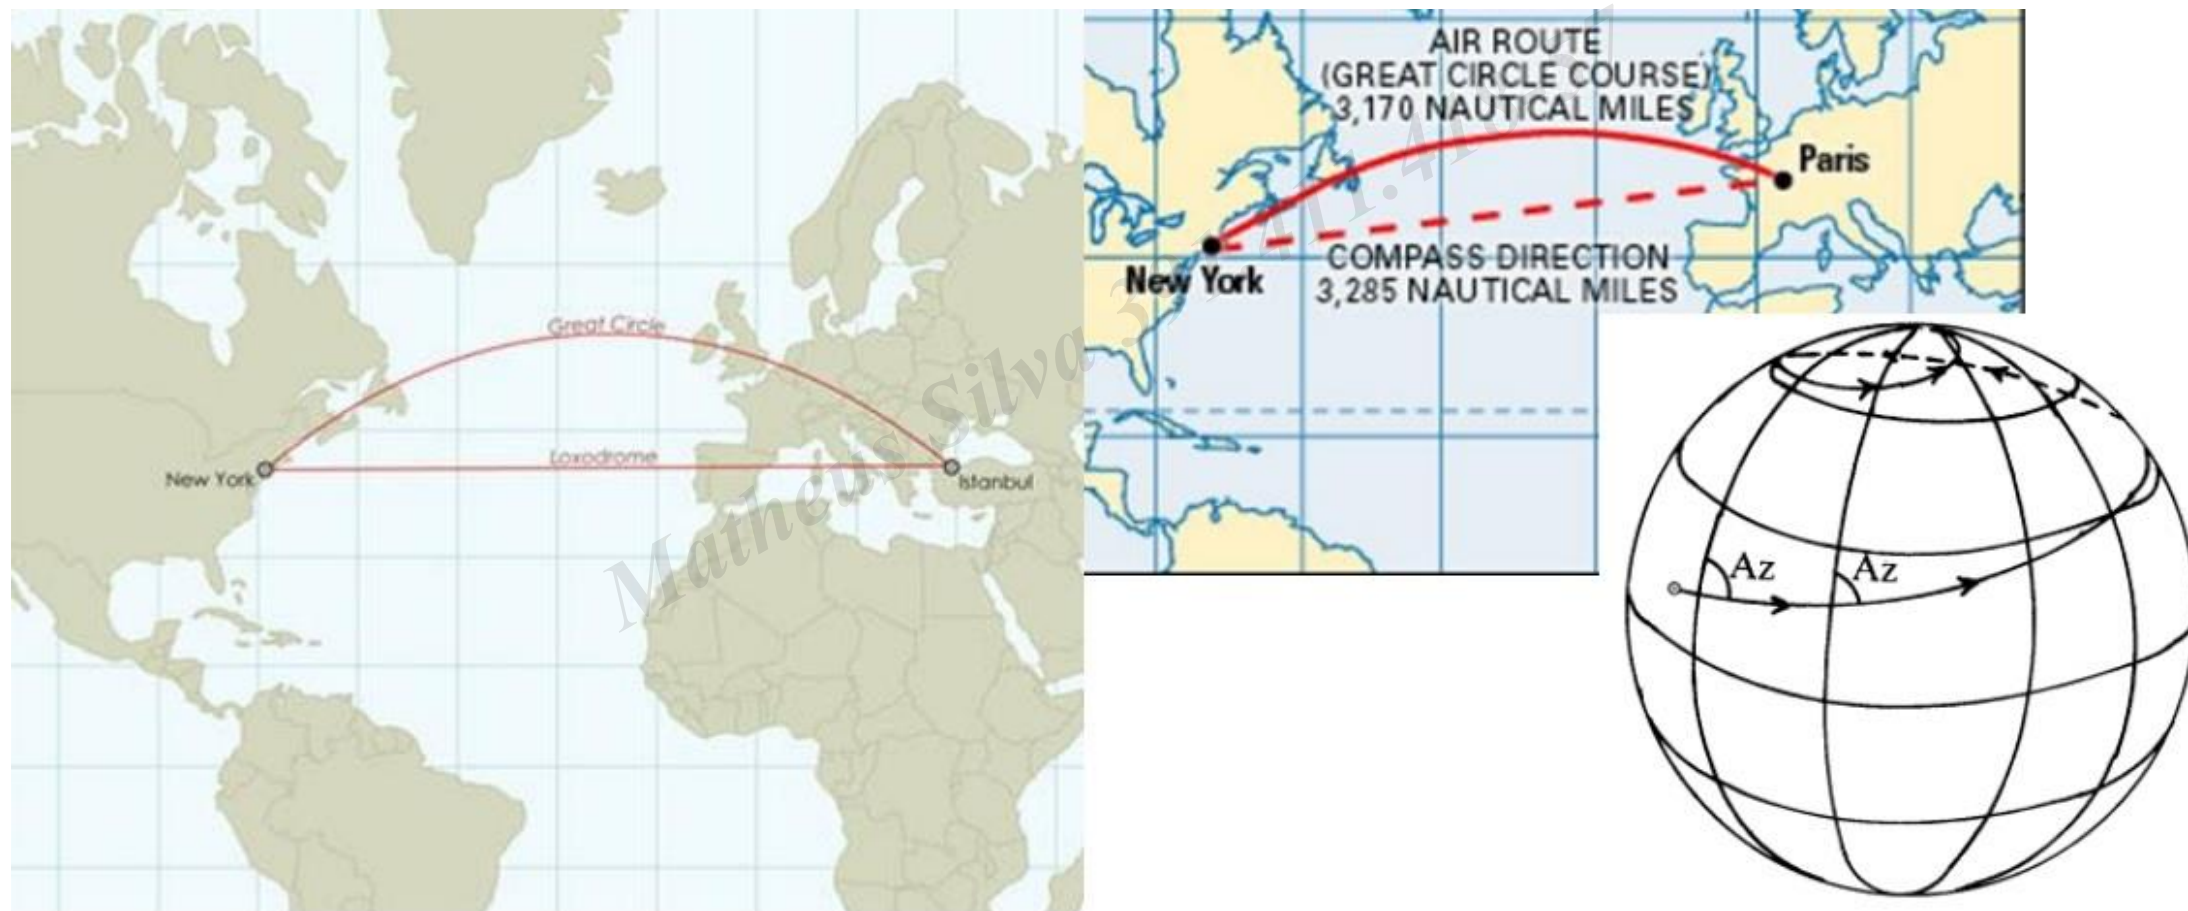 Great Circle
Loxodrome
New York
Istanbul
AIR ROUTE
(GREAT CIRCLE COURSE)
3,170 NAUTICAL MILES
Paris
New York
COMPASS DIRECTION
3,285 NAUTICAL MILES
Az
Az
Matheus Silva